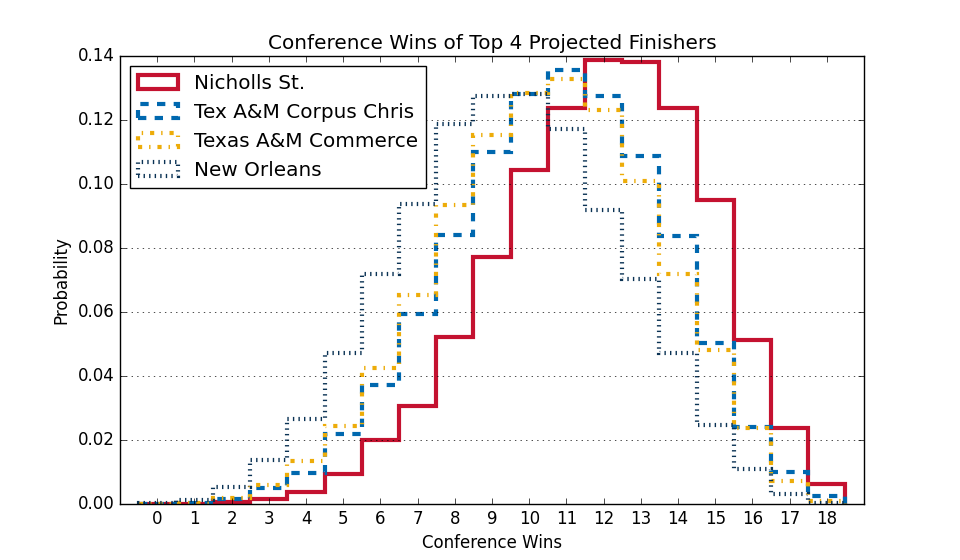 Conference Wins of Top 4 Projected Finishers
Nicholls St.
Tex A&M Corpus Chris
Texas A&M Commerce
New Orleans
Probability
0.14
0.12
0.10
0.08
0.06
0.04
0.02
0.00
0 1 2 3 4 5 6 7 8 9 10 11 12 13 14 15 16 17 18
Conference Wins